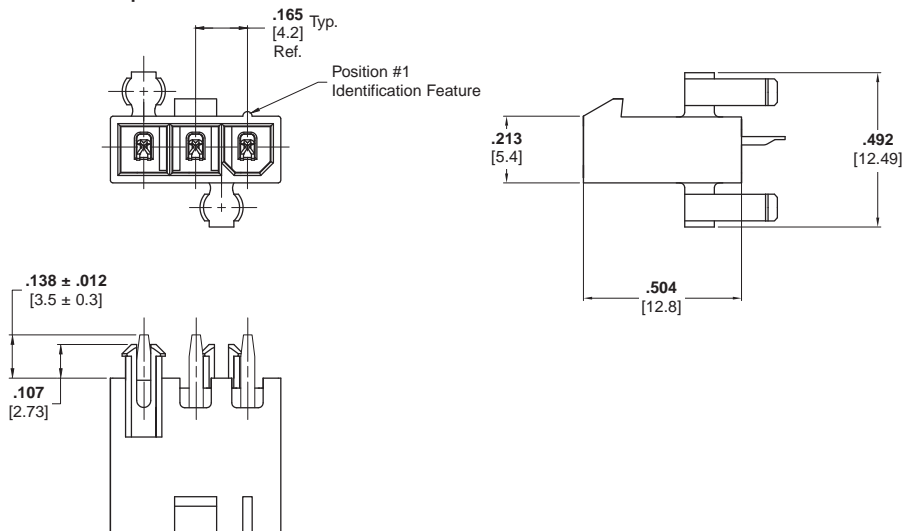 .165 Typ.
[4.2]
Ref.
Position #1
Identification Feature
.213
[5.4]
.492
[12.49]
.504
[12.8]
.138 ± .012
[3.5 ± 0.3]
.107
[2.73]